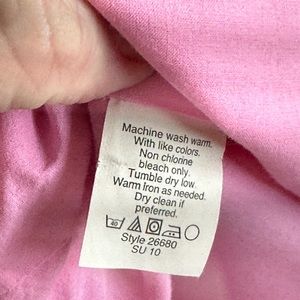 Machine wash warm.
With like colors.
Non chlorine
bleach only.
Tumble dry low.
Warm Iron as needed.
Dry clean if
preferred.
40
Style 26680
SU 10